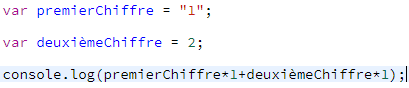 var premierChiffre = "1";
var deuxièmeChiffre = 2;
console.log(premierChiffre*1+deuxièmeChiffre*1);